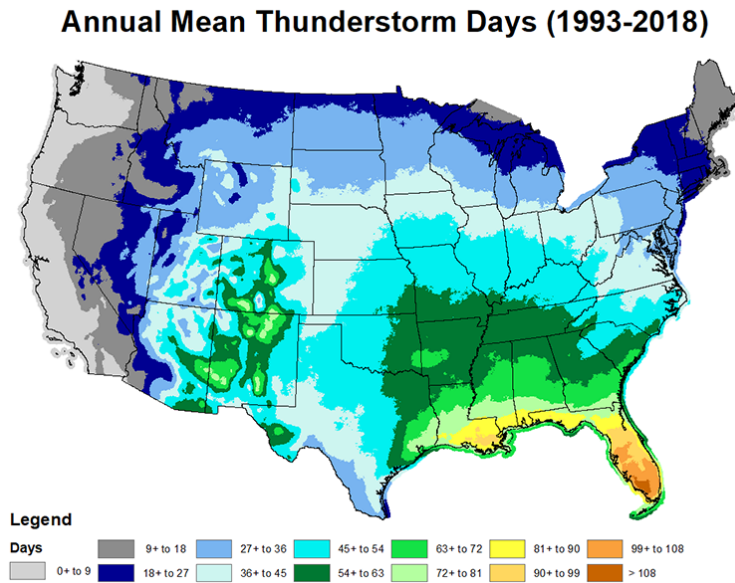 Annual Mean Thunderstorm Days (1993-2018)
Legend
Days
0+ to 9
9+ to 18
18+ to 27
27+ to 36
36+ to 45
45+ to 54
54+ to 63
63+ to 72
72+ to 81
81+ to 90
90+ to 99
99+ to 108
> 108